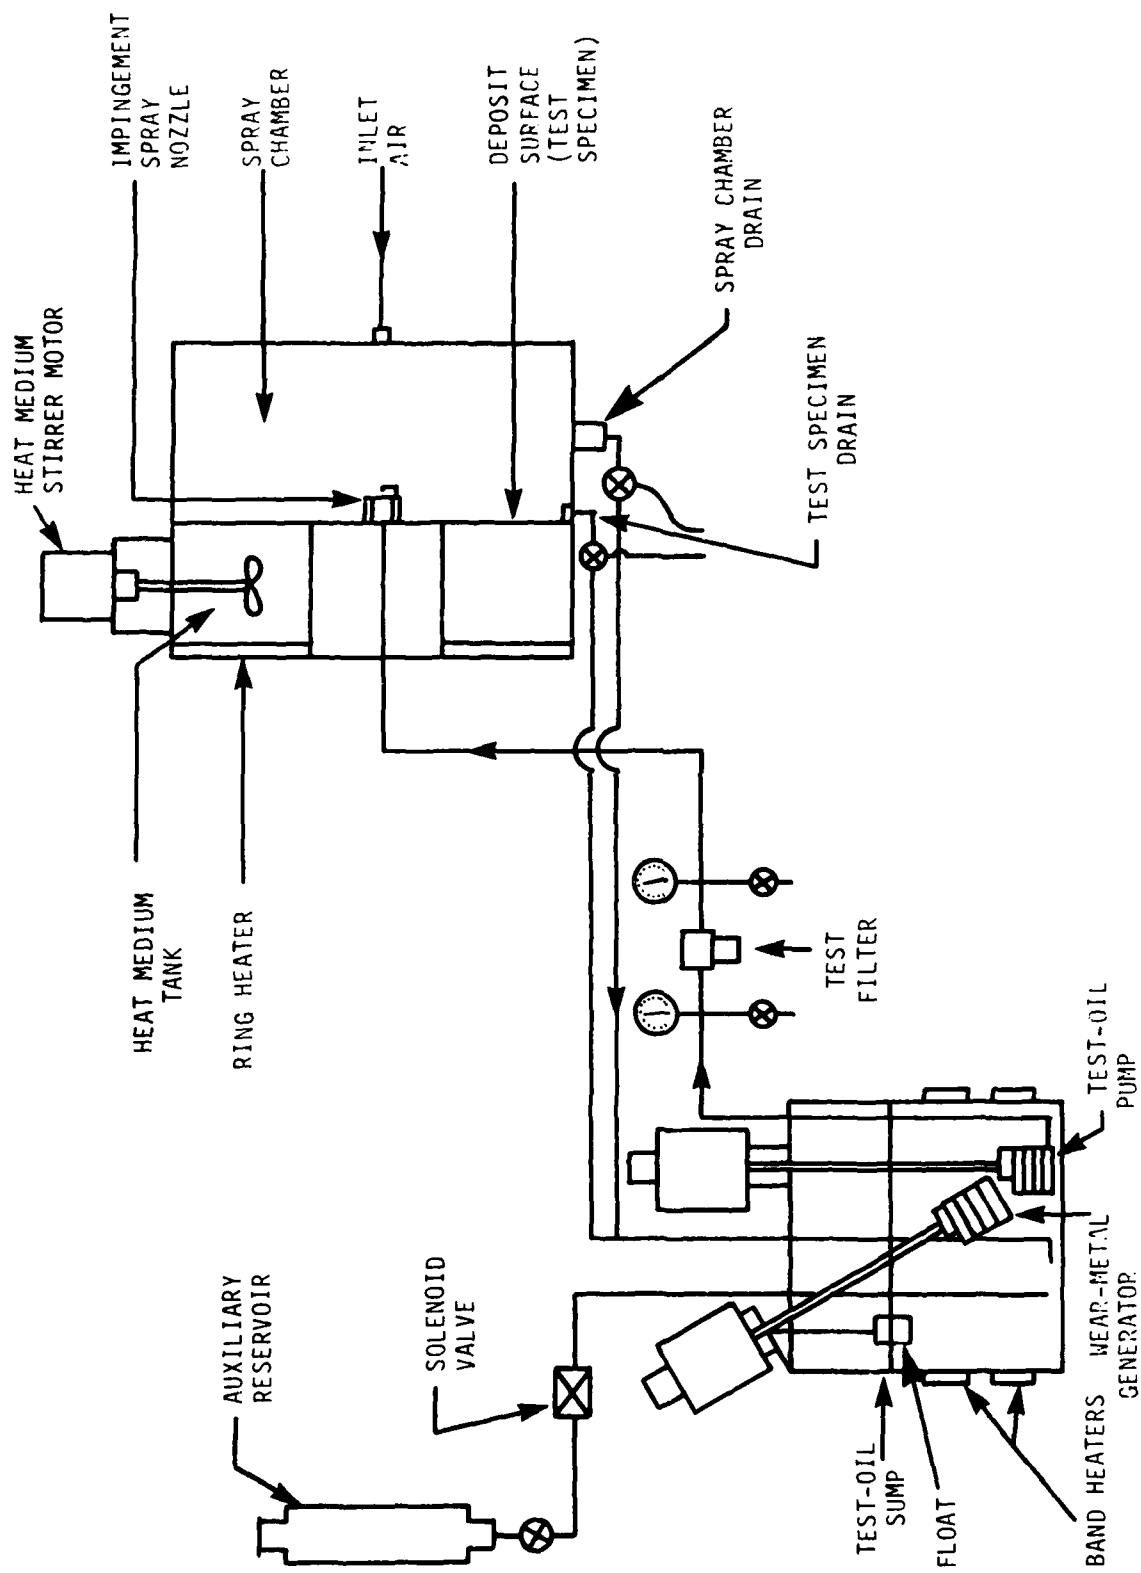 HEAT MEDIUM
STIRRER MOTOR
IMPINGEMENT
SPRAY
NOZZLE
SPRAY
CHAMBER
INLET
AIR
DEPOSIT
SURFACE
(TEST
SPECIMEN)
SPRAY CHAMBER
DRAIN
TEST SPECIMEN
DRAIN
HEAT MEDIUM
TANK
RING HEATER
TEST
FILTER
TEST-OIL
PUMP
WEAR-METAL
GENERATOR
AUXILIARY
RESERVOIR
SOLENOID
VALVE
TEST-OIL
SUMP
FLOAT
BAND HEATERS